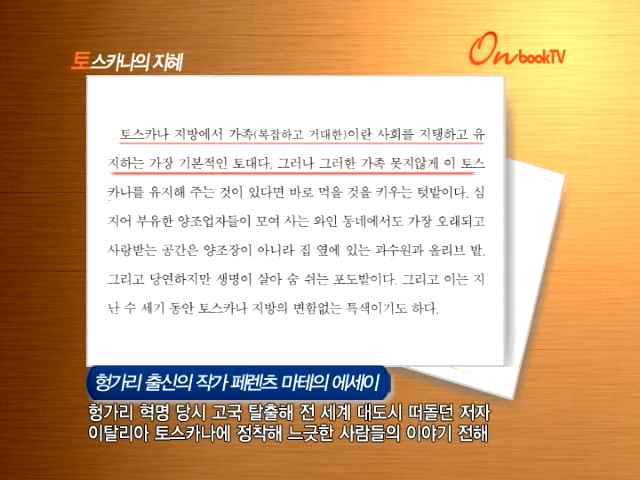 토스카나의 지혜
On bookTV
토스카나 지방에서 가족(복잡하고 거대한)이란 사회를 지탱하고 유
지하는 가장 기본적인 토대다. 그러나 그러한 가족 못지않게 이 토스
카나를 유지해 주는 것이 있다면 바로 먹을 것을 키우는 텃밭이다. 심
지어 부유한 양조업자들이 모여 사는 와인 동네에서도 가장 오래되고
사랑받는 공간은 양조장이 아니라 집 옆에 있는 과수원과 올리브 밭,
그리고 당연하지만 생명이 살아 숨 쉬는 포도밭이다. 그리고 이는 지
난 수 세기 동안 토스카나 지방의 변함없는 특색이기도 하다.
헝가리 출신의 작가 페렌츠 마테의 에세이
헝가리 혁명 당시 고국 탈출해 전 세계 대도시 떠돌던 저자
이탈리아 토스카나에 정착해 느긋한 사람들의 이야기 전해